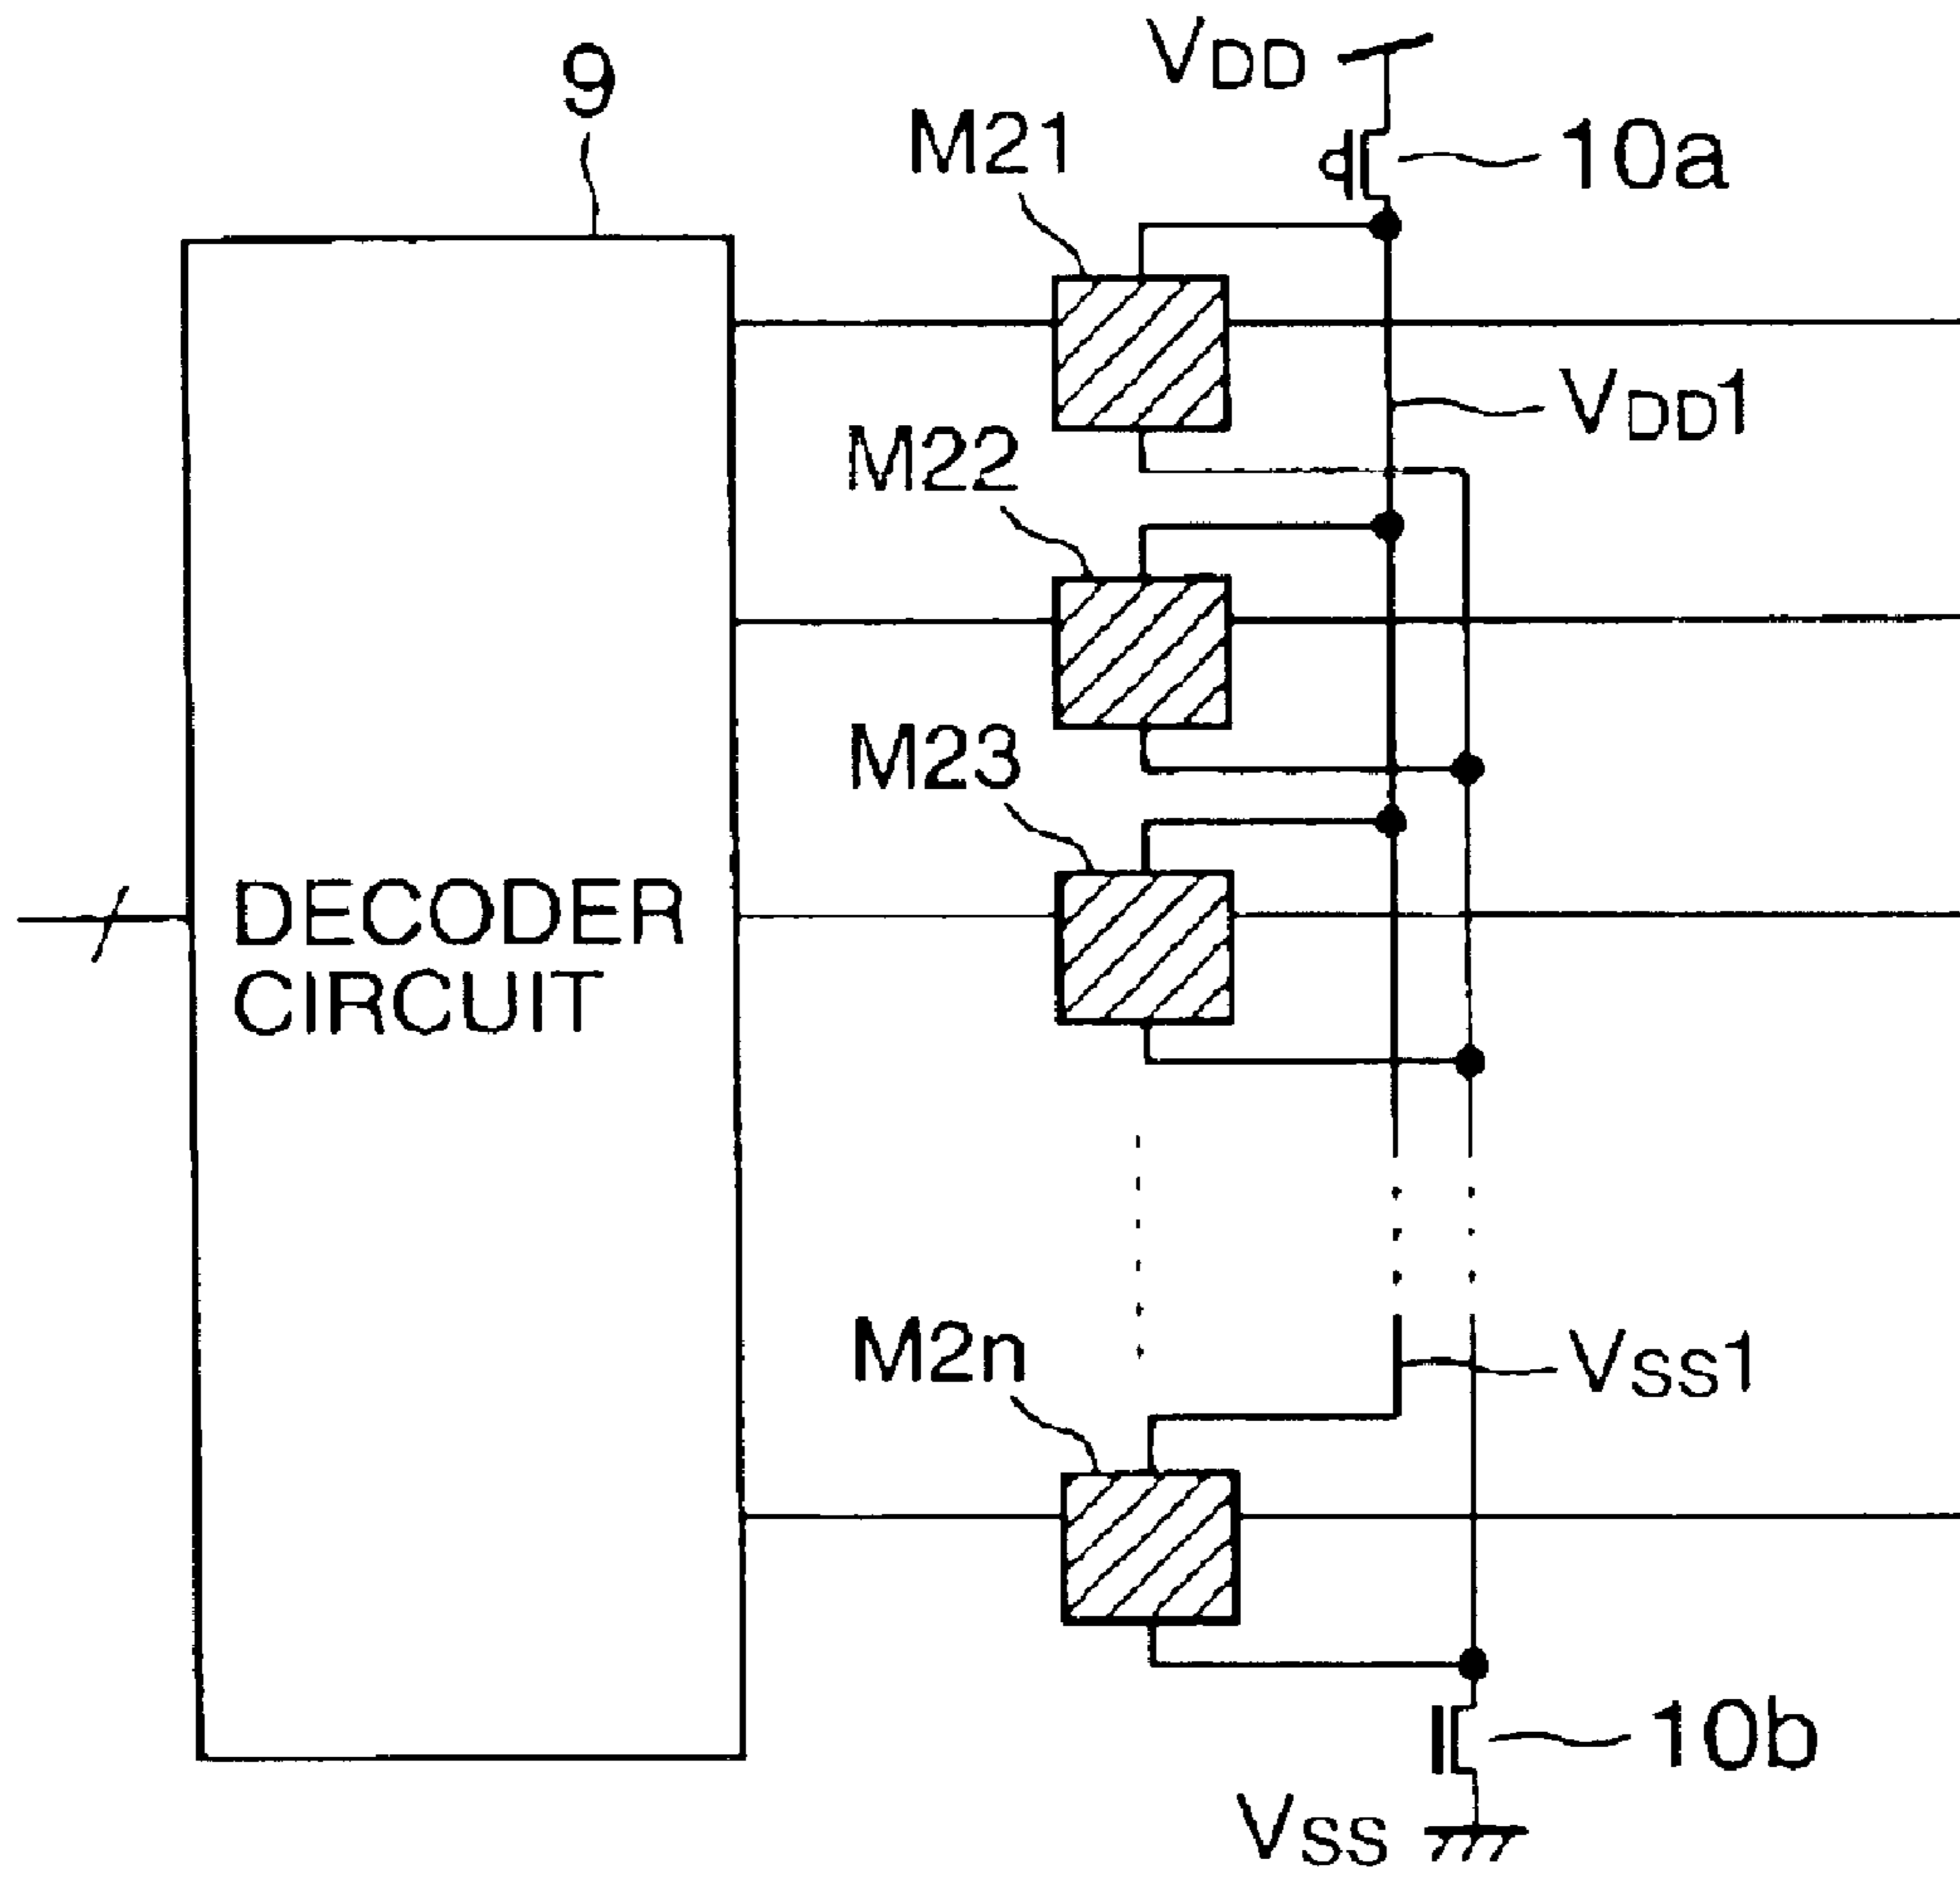 VDD
9
M21
10a
VDD1
M22
M23
DECODER
CIRCUIT
M2n
VSS1
10b
VSS